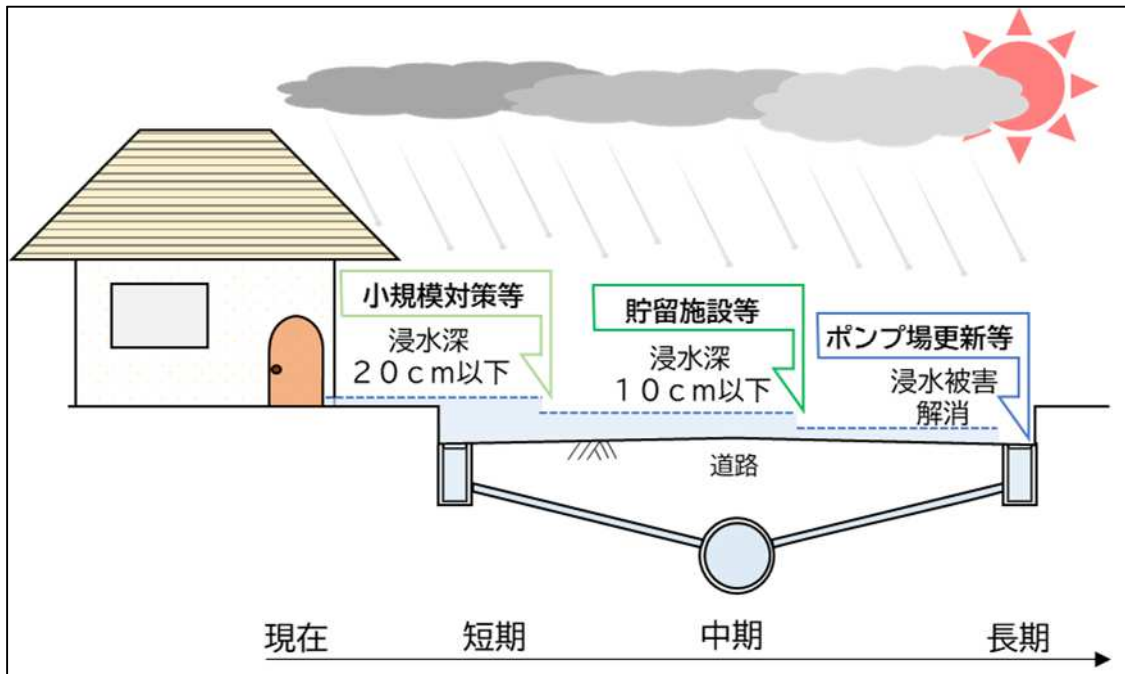 小規模対策等
浸水深
２０ｃｍ以下
貯留施設等
浸水深
１０ｃｍ以下
ポンプ場更新等
浸水被害
解消
道路
現在
短期
中期
長期